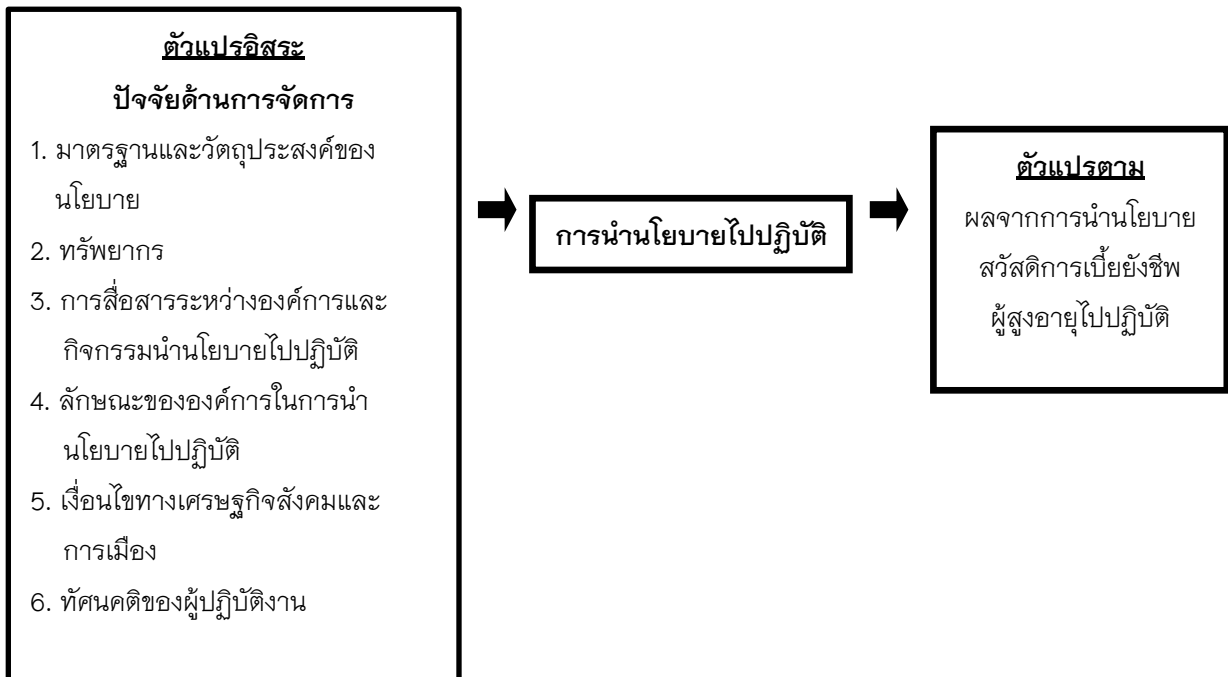 ตัวแปรอิสระ
ปัจจัยด้านการจัดการ
1. มาตรฐานและวัตถุประสงค์ของ
นโยบาย
2. ทรัพยากร
3. การสื่อสารระหว่างองค์การและ
กิจกรรมนำนโยบายไปปฏิบัติ
4. ลักษณะขององค์การในการนำ
นโยบายไปปฏิบัติ
5. เงื่อนไขทางเศรษฐกิจสังคมและ
การเมือง
6. ทัศนคติของผู้ปฏิบัติงาน
การนำนโยบายไปปฏิบัติ
ตัวแปรตาม
ผลจากการนำนโยบาย
สวัสดิการเบี้ยยังชีพ
ผู้สูงอายุไปปฏิบัติ